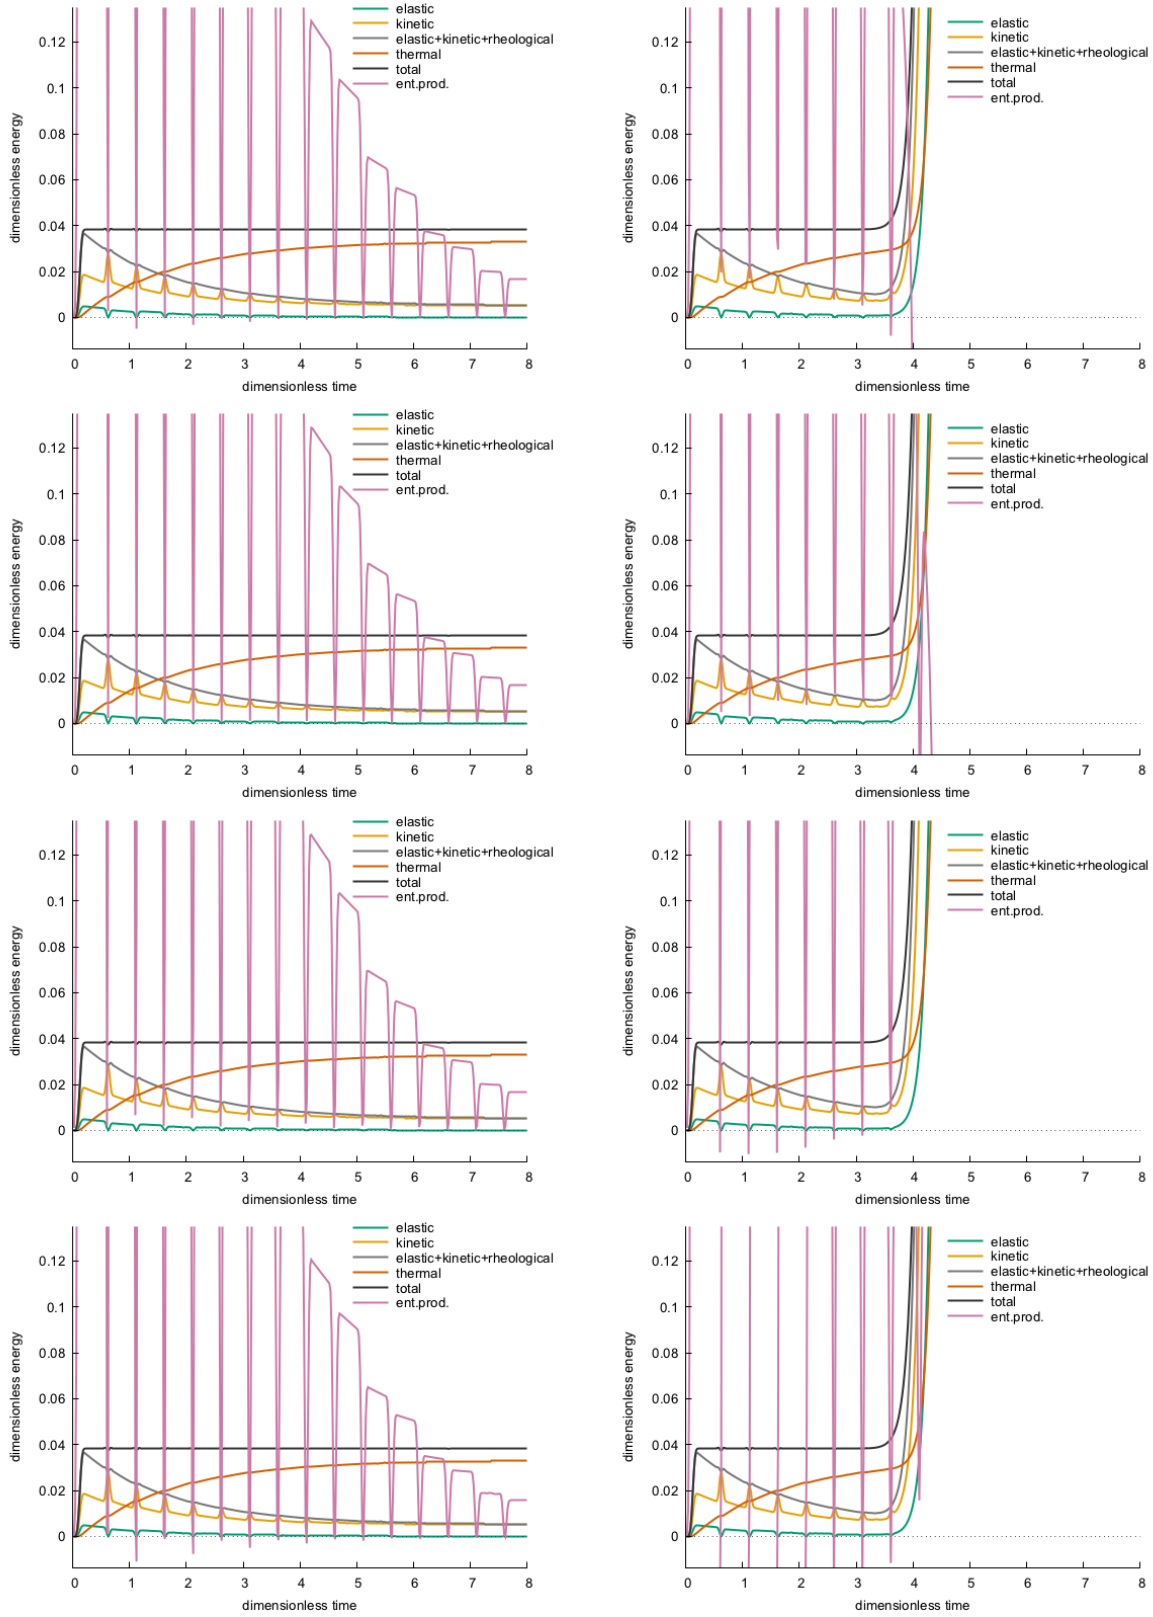 elastic
kinetic
elastic+kinetic+rheological
thermal
total
ent.prod.
dimensionless energy
0.12
0.1
0.08
0.06
0.04
0.02
0
0 1 2 3 4 5 6 7 8
dimensionless time
elastic
kinetic
elastic+kinetic+rheological
thermal
total
ent.prod.
dimensionless energy
0.12
0.1
0.08
0.06
0.04
0.02
0
0 1 2 3 4 5 6 7 8
dimensionless time
elastic
kinetic
elastic+kinetic+rheological
thermal
total
ent.prod.
dimensionless energy
0.12
0.1
0.08
0.06
0.04
0.02
0
0 1 2 3 4 5 6 7 8
dimensionless time
elastic
kinetic
elastic+kinetic+rheological
thermal
total
ent.prod.
dimensionless energy
0.12
0.1
0.08
0.06
0.04
0.02
0
0 1 2 3 4 5 6 7 8
dimensionless time
elastic
kinetic
elastic+kinetic+rheological
thermal
total
ent.prod.
dimensionless energy
0.12
0.1
0.08
0.06
0.04
0.02
0
0 1 2 3 4 5 6 7 8
dimensionless time
elastic
kinetic
elastic+kinetic+rheological
thermal
total
ent.prod.
dimensionless energy
0.12
0.1
0.08
0.06
0.04
0.02
0
0 1 2 3 4 5 6 7 8
dimensionless time
elastic
kinetic
elastic+kinetic+rheological
thermal
total
ent.prod.
dimensionless energy
0.12
0.1
0.08
0.06
0.04
0.02
0
0 1 2 3 4 5 6 7 8
dimensionless time
elastic
kinetic
elastic+kinetic+rheological
thermal
total
ent.prod.
dimensionless energy
0.12
0.1
0.08
0.06
0.04
0.02
0
0 1 2 3 4 5 6 7 8
dimensionless time